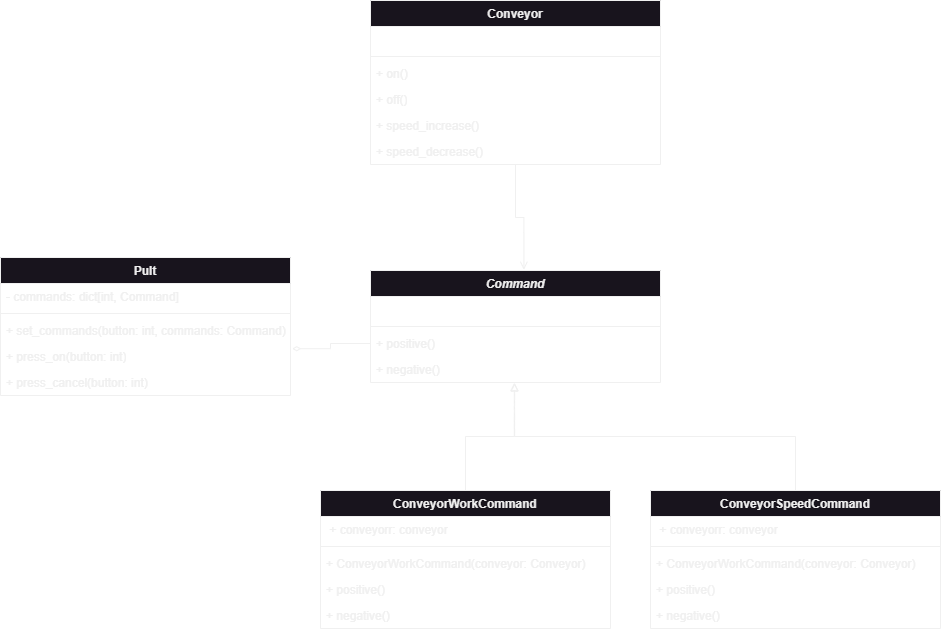 Conveyor
+ on()
+ off()
+ speed_increase()
+ speed_decrease()
Pult
- commands: dict[int, Command]
+ set_commands(button: int, commands: Command)
+ press_on(button: int)
+ press_cancel(button: int)
Command
+ positive()
+ negative()
ConveyorWorkCommand
+ conveyorr: conveyor
+ ConveyorWorkCommand(conveyor: Conveyor)
+ positive()
+ negative()
ConveyorSpeedCommand
+ conveyorr: conveyor
+ ConveyorWorkCommand(conveyor: Conveyor)
+ positive()
+ negative()